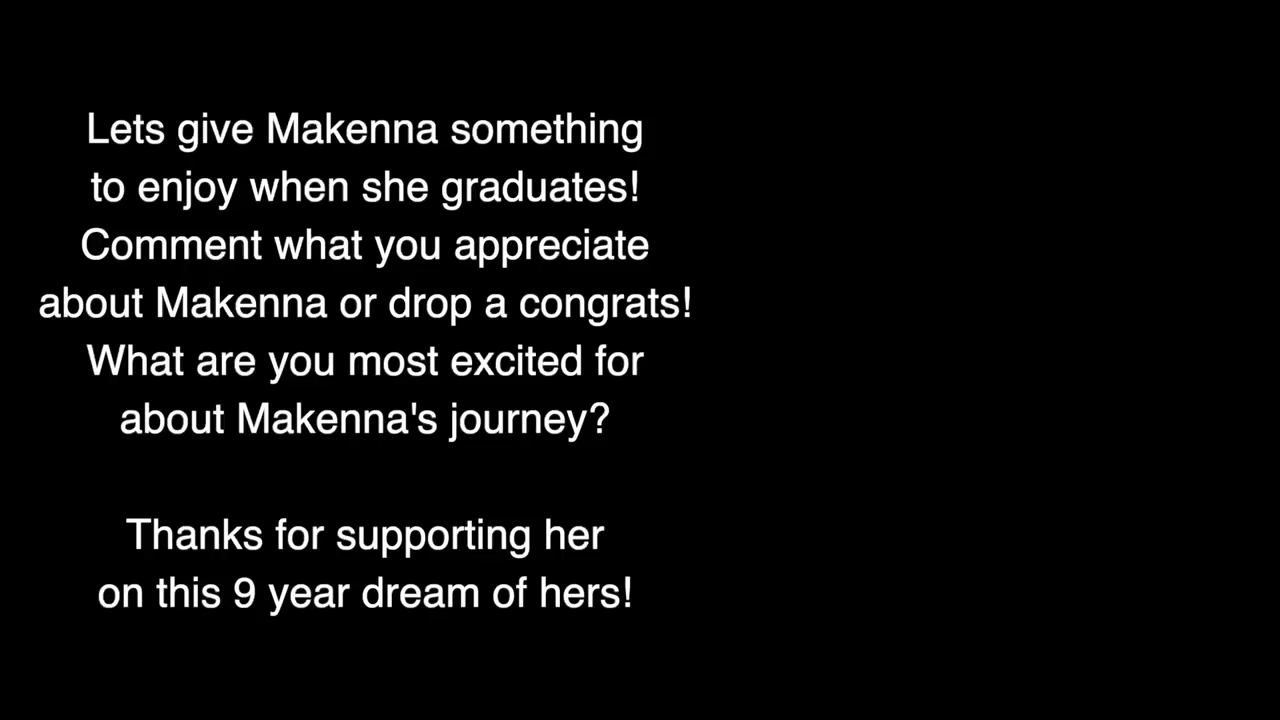 Lets give Makenna something
to enjoy when she graduates!
Comment what you appreciate
about Makenna or drop a congrats!
What are you most excited for
about Makenna's journey?
Thanks for supporting her
on this 9 year dream of hers!